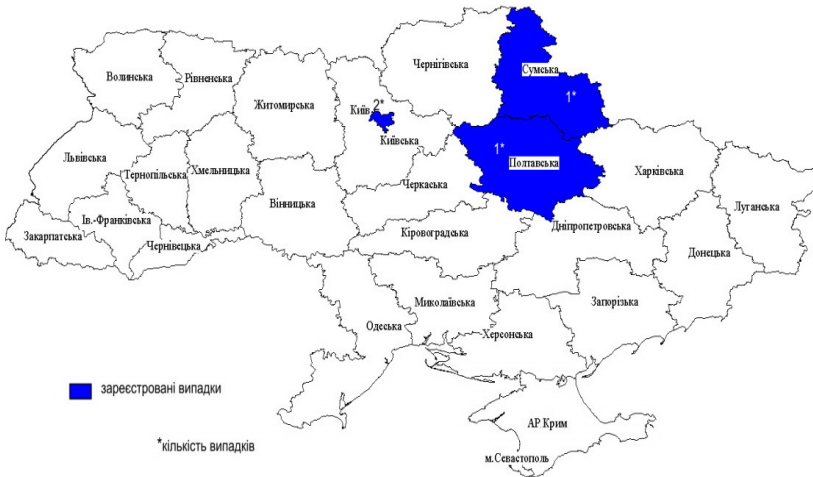 Чернігівська
Сумська
Волинська
Рівненська
Житомирська
1*
Київ 2*
Київська
1*
Полтавська
Львівська
Тернопільська
Хмельницька
Харківська
Черкаська
Вінницька
Луганська
Ів.-Франківська
Закарпатська
Чернівецька
Кіровоградська
Дніпропетровська
Донецька
Миколаївська
Запорізька
Одеська
Херсонська
зареєстровані випадки
АР Крим
*кількість випадків
м.Севастополь